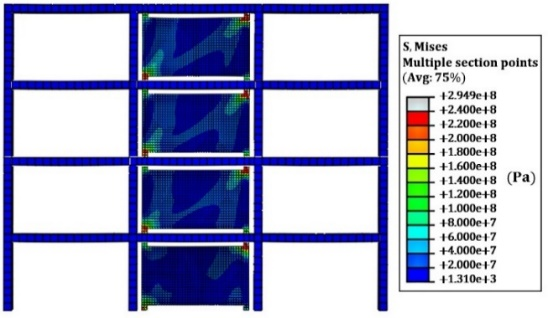 S, Mises
Multiple section points
(Avg: 75%)
+2.949e+8
+2.400e+8
+2.200e+8
+2.000e+8
+1.800e+8
+1.600e+8
+1.400e+8
+1.200e+8
+1.000e+8
+8.000e+7
+6.000e+7
+4.000e+7
+2.000e+7
+1.310e+3
(Pa)